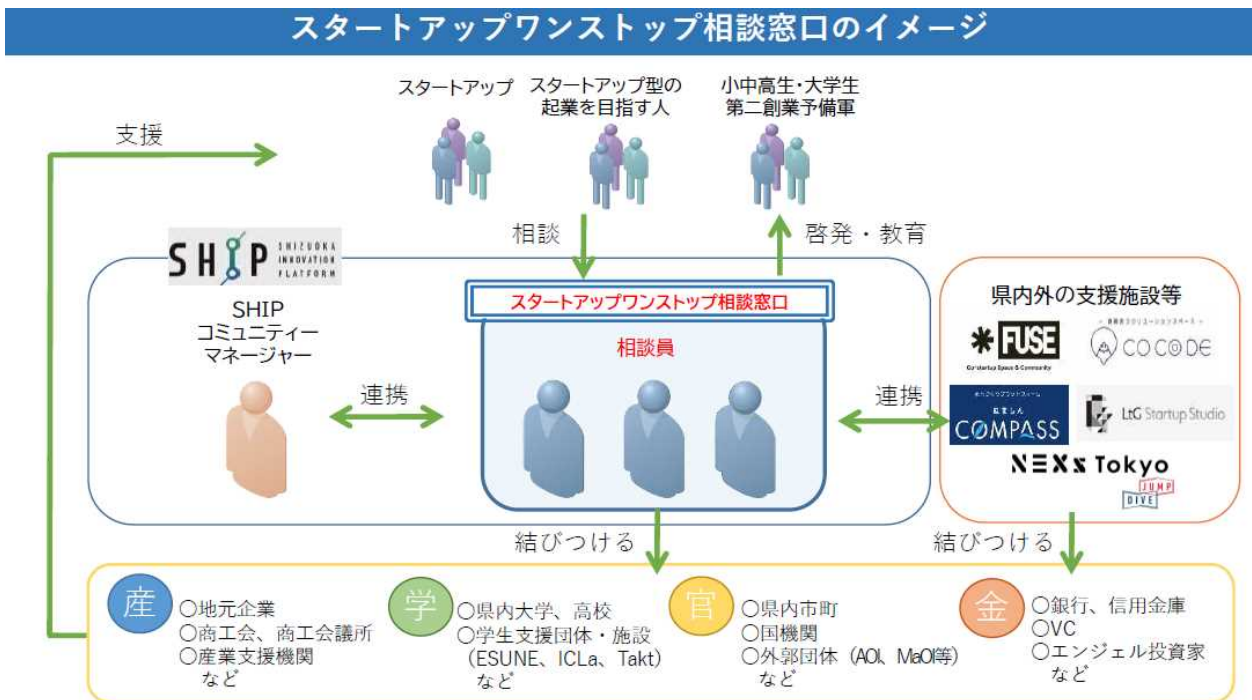 スタートアップワンストップ相談窓口のイメージ
スタートアップ
スタートアップ型の
起業を目指す人
小中高生・大学生
第二創業予備軍
支援
相談
啓発・教育
SHIP
SHIZUOKA
INNOVATION
PLATFORM
SHIP
コミュニティー
マネージャー
連携
スタートアップワンストップ相談窓口
相談員
連携
県内外の支援施設等
FUSE
Co-startup Space & Community
COCODE
COMPASS
LtG Startup Studio
NEXs Tokyo
JUMP
DIVE
結びつける
結びつける
産
○地元企業
○商工会、商工会議所
○産業支援機関
など
学
○県内大学、高校
○学生支援団体・施設
（ESUNE、ICLa、Takt）
など
官
○県内市町
○国機関
○外郭団体（AOI、MaOI等）
など
金
○銀行、信用金庫
○VC
○エンジェル投資家
など